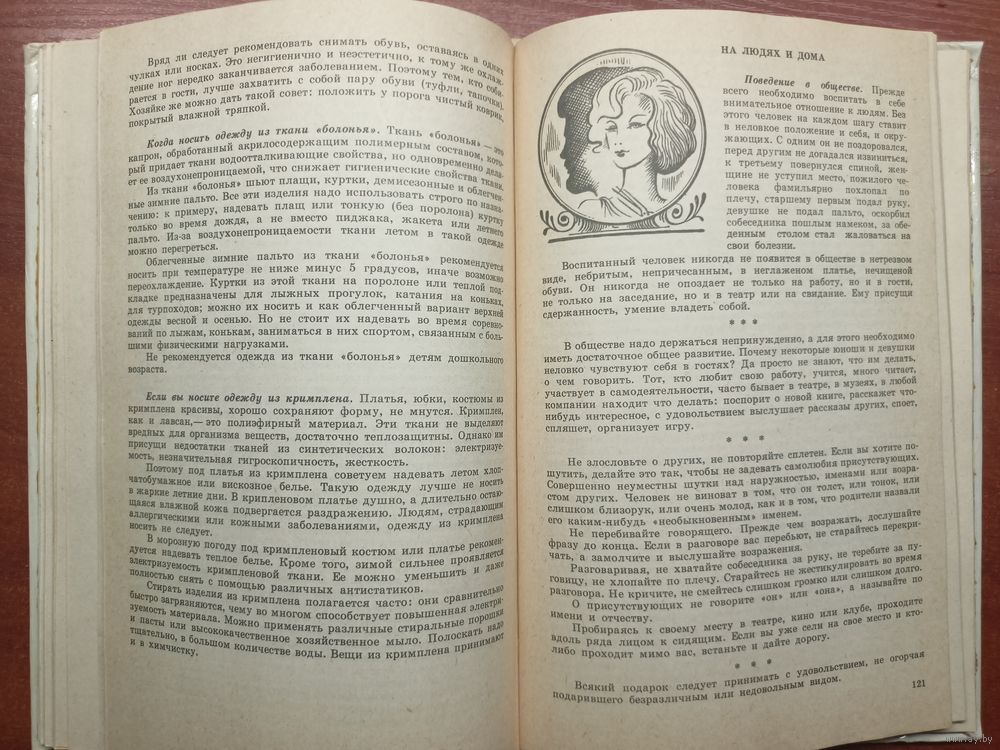 Вряд ли следует рекомендовать снимать обувь, оставаясь в одних
чулках или носках. Это негигиенично и неэстетично, к тому же охлаж-
дение ног нередко заканчивается заболеванием. Поэтому тем, кто соби-
рается в гости, лучше захватить с собой пару обуви (туфли, тапочки).
Хозяйке же можно дать такой совет: положить у порога чистый коврик,
покрытый влажной тряпкой.
Когда носить одежду из ткани «болонья». Ткань «болонья» — это
капрон, обработанный акрилосодержащим полимерным составом, кото-
рый придает ткани водоотталкивающие свойства, но одновременно дела-
ет ее воздухонепроницаемой, что снижает гигиенические свойства ткани.
Из ткани «болонья» шьют плащи, куртки, демисезонные и облегчен-
ные зимние пальто. Все эти изделия надо использовать строго по назна-
чению: к примеру, надевать плащ или тонкую (без поролона) куртку
только во время дождя, а не вместо пиджака, жакета или летнего
пальто. Из-за воздухонепроницаемости ткани летом в такой одежде
можно перегреться.
Облегченные зимние пальто из ткани «болонья» рекомендуется
носить при температуре не ниже минус 5 градусов, иначе возможно
переохлаждение. Куртки из этой ткани на поролоне или теплой под-
кладке предназначены для лыжных прогулок, катания на коньках,
для турпоходов; можно их носить и как облегченный вариант верхней
одежды весной и осенью. Но не стоит их надевать во время соревно-
ваний по лыжам, конькам, заниматься в них спортом, связанным с боль-
шими физическими нагрузками.
Не рекомендуется одежда из ткани «болонья» детям дошкольного
возраста.
Если вы носите одежду из кримплена. Платья, юбки, костюмы из
кримплена красивы, хорошо сохраняют форму, не мнутся. Кримплен,
как и лавсан,— это полиэфирный материал. Эти ткани не выделяют
вредных для организма веществ, достаточно теплозащитны. Однако им
присущи недостатки тканей из синтетических волокон: электризуе-
мость, незначительная гигроскопичность, жесткость.
Поэтому под платья из кримплена советуем надевать летом хлоп-
чатобумажное или вискозное белье. Такую одежду лучше не носить
в жаркие летние дни. В крипленовом платье душно, а длительно остаю-
щаяся влажной кожа подвергается раздражению. Людям, страдающим
аллергическими или кожными заболеваниями, одежду из кримплена
носить не следует.
В морозную погоду под кримпленовый костюм или платье рекомен-
дуется надевать теплое белье. Кроме того, зимой сильнее проявляется
электризуемость кримпленовой ткани. Ее можно уменьшить и даже
полностью снять с помощью различных антистатиков.
Стирать изделия из кримплена полагается часто: они сравнительно
быстро загрязняются, чему во многом способствует повышенная электри-
зуемость материала. Можно применять различные стиральные порошки
и пасты или высококачественное хозяйственное мыло. Полоскать надо
тщательно, в большом количестве воды. Вещи из кримплена принимают
и в химчистку.
НА ЛЮДЯХ И ДОМА
Поведение в обществе. Прежде
всего необходимо воспитать в себе
внимательное отношение к людям. Без
этого человек на каждом шагу ставит
в неловкое положение и себя, и окру-
жающих. С одним он не поздоровался,
перед другим не догадался извиниться,
к третьему повернулся спиной, жен-
щине не уступил место, пожилого че-
ловека фамильярно похлопал по
плечу, старшему первым подал руку,
девушке не подал пальто, оскорбил
собеседника пошлым намеком, за обе-
денным столом стал жаловаться на
свои болезни.
Воспитанный человек никогда не появится в обществе в нетрезвом
виде, небритым, непричесанным, в неглаженом платье, нечищеной
обуви. Он никогда не опоздает не только на работу, но и в гости,
не только на заседание, но и в театр или на свидание. Ему присущи
сдержанность, умение владеть собой.
* * *
В обществе надо держаться непринужденно, а для этого необходимо
иметь достаточное общее развитие. Почему некоторые юноши и девушки
неловко чувствуют себя в гостях? Да просто не знают, что им делать,
о чем говорить. Тот, кто любит свою работу, учится, много читает,
участвует в самодеятельности, часто бывает в театре, в музеях, в любой
компании находит что делать: поспорит о новой книге, расскажет что-
нибудь интересное, с удовольствием выслушает рассказы других, споет,
спляшет, организует игру.
* * *
Не злословьте о других, не повторяйте сплетен. Если вы хотите по-
шутить, делайте это так, чтобы не задевать самолюбия присутствующих.
Совершенно неуместны шутки над наружностью, именами или возра-
стом других. Человек не виноват в том, что он толст, или тонок, или
слишком близорук, или очень молод, как и в том, что родители назвали
его каким-нибудь «необыкновенным» именем.
Не перебивайте говорящего. Прежде чем возражать, дослушайте
фразу до конца. Если в разговоре вас перебьют, не старайтесь перекри-
чать, а замолчите и выслушайте возражения.
Разговаривая, не хватайте собеседника за руку, не теребите за пу-
говицу, не хлопайте по плечу. Старайтесь не жестикулировать во время
разговора. Не кричите, не смейтесь слишком громко или слишком долго.
О присутствующих не говорите «он» или «она», а называйте по
имени и отчеству.
Пробираясь к своему месту в театре, кино или клубе, проходите
вдоль ряда лицом к сидящим. Если вы уже сели на свое место и кто-
либо проходит мимо вас, встаньте и дайте дорогу.
* * *
Всякий подарок следует принимать с удовольствием, не огорчая
подарившего безразличным или недовольным видом.
121